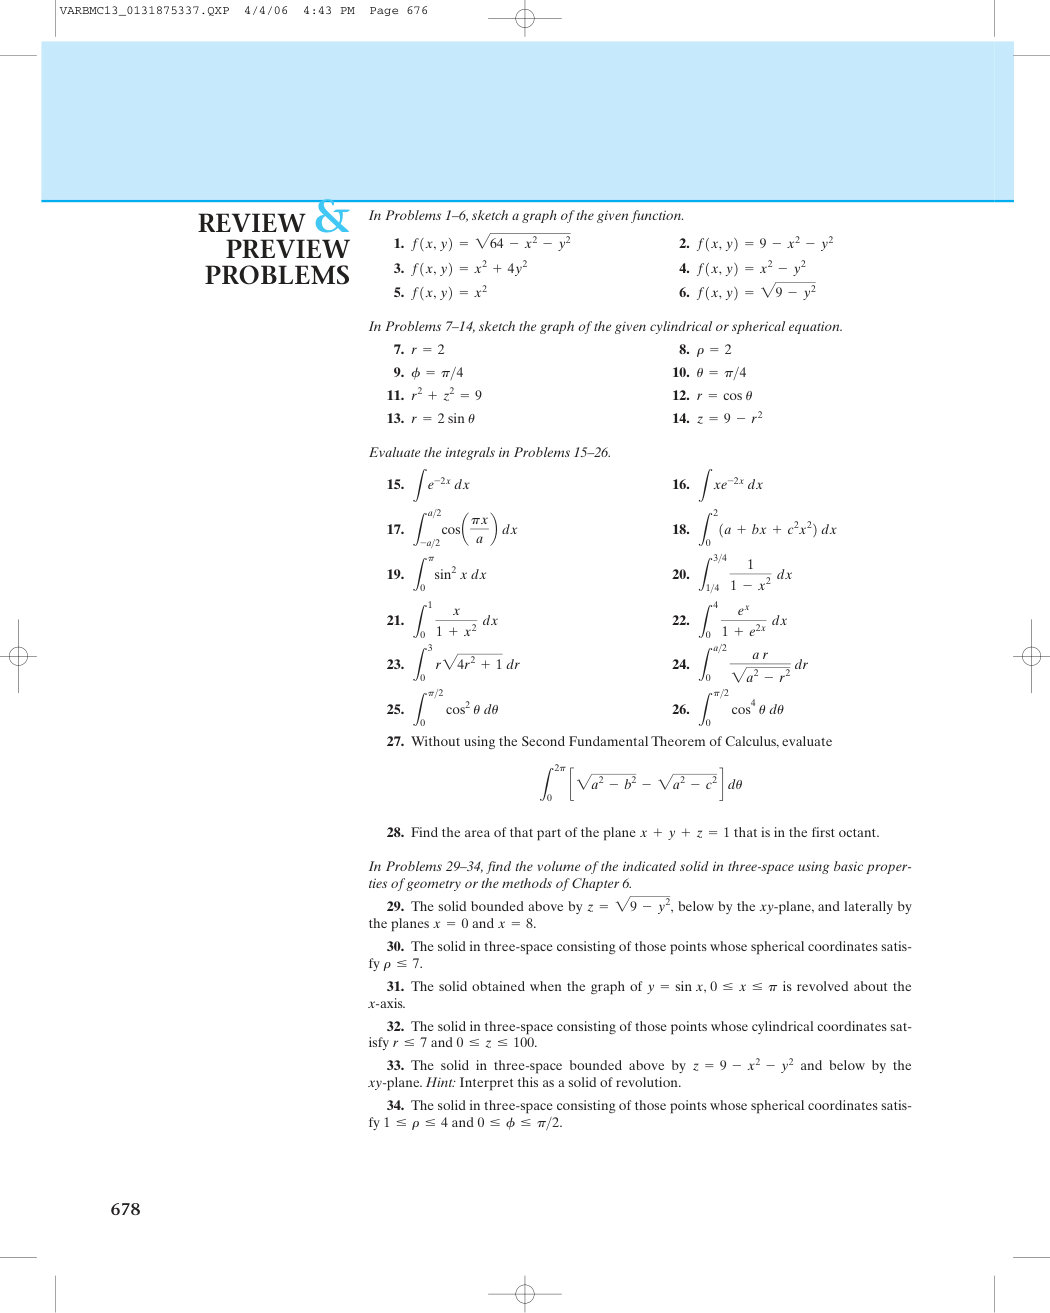 VARBMC13_0131875337.QXP 4/4/06 4:43 PM Page 676
REVIEW &
PREVIEW
PROBLEMS
In Problems 1–6, sketch a graph of the given function.
1. f(x, y) = √(64 − x² − y²)
2. f(x, y) = 9 − x² − y²
3. f(x, y) = x² + 4y²
4. f(x, y) = x² − y²
5. f(x, y) = x²
6. f(x, y) = √(9 − y²)
In Problems 7–14, sketch the graph of the given cylindrical or spherical equation.
7. r = 2
8. ρ = 2
9. ϕ = π/4
10. θ = π/4
11. r² + z² = 9
12. r = cos θ
13. r = 2 sin θ
14. z = 9 − r²
Evaluate the integrals in Problems 15–26.
15. ∫ e^(−2x) dx
16. ∫ xe^(−2x) dx
17. ∫_(−a/2)^(a/2) cos(πx/a) dx
18. ∫_0^2 (a + bx + c²x²) dx
19. ∫_0^π sin² x dx
20. ∫_(1/4)^(3/4) 1/(1 − x²) dx
21. ∫_0^1 x/(1 + x²) dx
22. ∫_0^4 e^x/(1 + e^(2x)) dx
23. ∫_0^3 r√(4r² + 1) dr
24. ∫_0^(a/2) a r/√(a² − r²) dr
25. ∫_0^(π/2) cos² θ dθ
26. ∫_0^(π/2) cos⁴ θ dθ
27. Without using the Second Fundamental Theorem of Calculus, evaluate
∫_0^(2π) [√(a² − b²) − √(a² − c²)] dθ
28. Find the area of that part of the plane x + y + z = 1 that is in the first octant.
In Problems 29–34, find the volume of the indicated solid in three-space using basic proper-
ties of geometry or the methods of Chapter 6.
29. The solid bounded above by z = √(9 − y²), below by the xy-plane, and laterally by
the planes x = 0 and x = 8.
30. The solid in three-space consisting of those points whose spherical coordinates satis-
fy ρ ≤ 7.
31. The solid obtained when the graph of y = sin x, 0 ≤ x ≤ π is revolved about the
x-axis.
32. The solid in three-space consisting of those points whose cylindrical coordinates sat-
isfy r ≤ 7 and 0 ≤ z ≤ 100.
33. The solid in three-space bounded above by z = 9 − x² − y² and below by the
xy-plane. Hint: Interpret this as a solid of revolution.
34. The solid in three-space consisting of those points whose spherical coordinates satis-
fy 1 ≤ ρ ≤ 4 and 0 ≤ ϕ ≤ π/2.
678